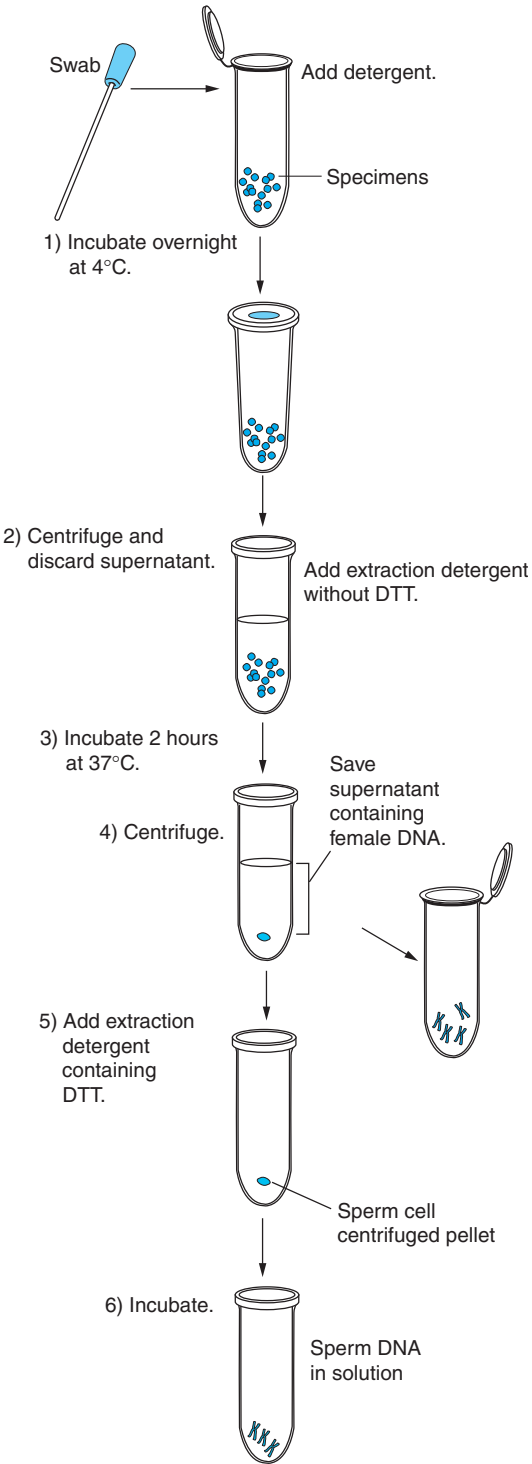 Swab
Add detergent.
Specimens
1) Incubate overnight
at 4°C.
2) Centrifuge and
discard supernatant.
Add extraction detergent
without DTT.
3) Incubate 2 hours
at 37°C.
Save
supernatant
containing
female DNA.
4) Centrifuge.
5) Add extraction
detergent
containing
DTT.
Sperm cell
centrifuged pellet
6) Incubate.
Sperm DNA
in solution